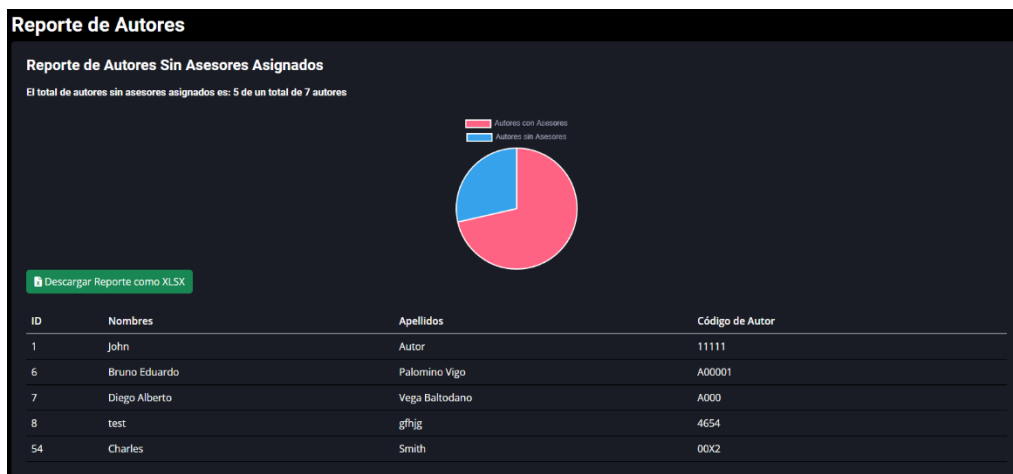 Reporte de Autores
Reporte de Autores Sin Asesores Asignados
El total de autores sin asesores asignados es: 5 de un total de 7 autores
Autores con Asesores
Autores sin Asesores
Descargar Reporte como XLSX
ID Nombres Apellidos Código de Autor
1 John Autor 11111
6 Bruno Eduardo Palomino Vigo A00001
7 Diego Alberto Vega Baltodano A000
8 test gfhjg 4654
54 Charles Smith 00X2